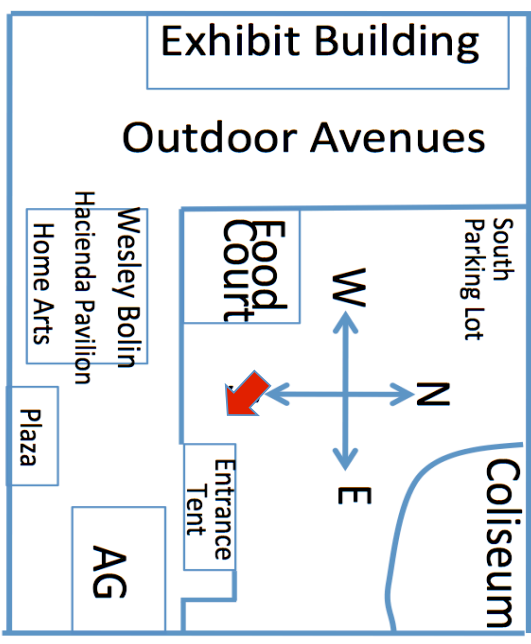 Exhibit Building
Outdoor Avenues
Wesley Bolin
Hacienda Pavilion
Home Arts
Food
Court
South
Parking Lot
W
N
E
Plaza
Entrance
Tent
AG
Coliseum